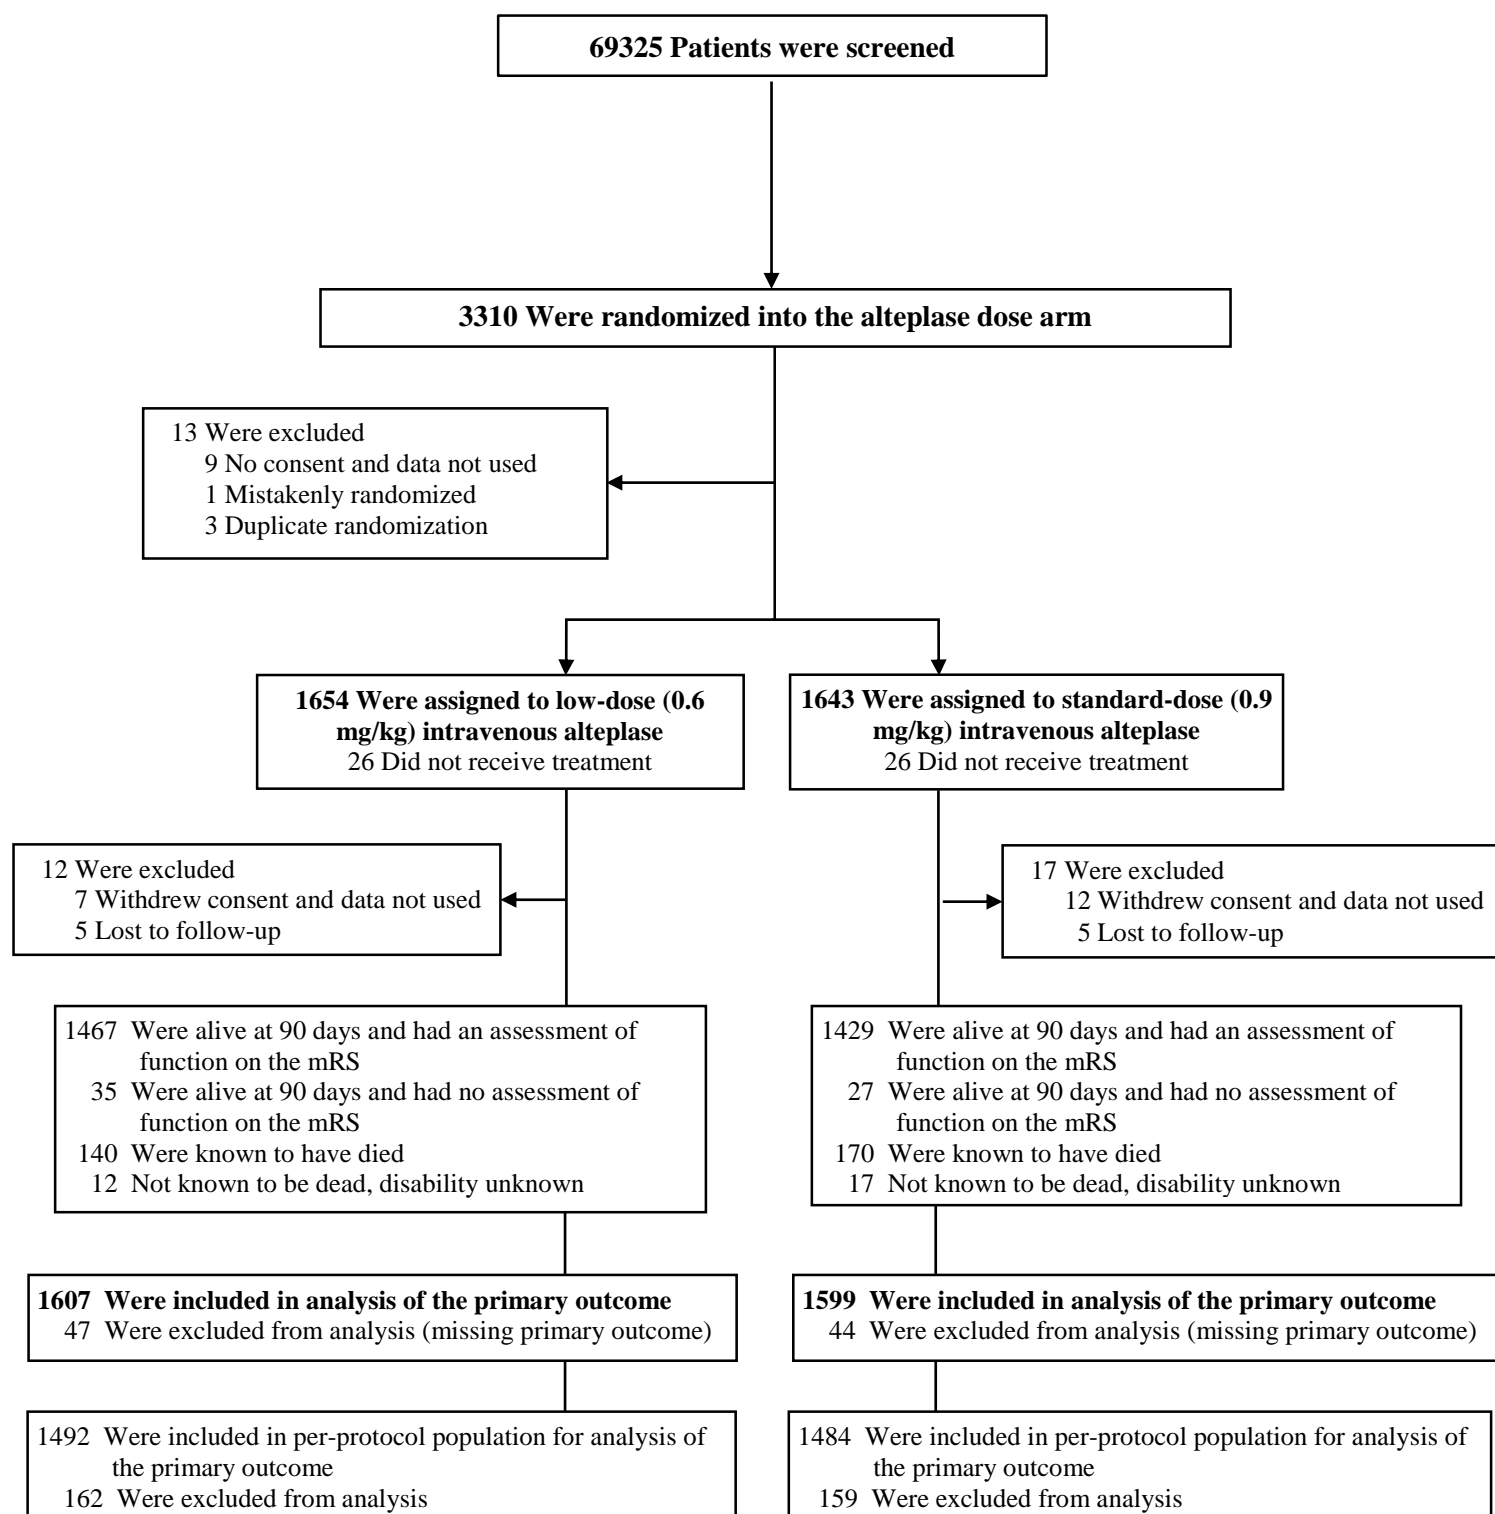 69325 Patients were screened
3310 Were randomized into the alteplase dose arm
13 Were excluded
9 No consent and data not used
1 Mistakenly randomized
3 Duplicate randomization
1654 Were assigned to low-dose (0.6
mg/kg) intravenous alteplase
26 Did not receive treatment
1643 Were assigned to standard-dose (0.9
mg/kg) intravenous alteplase
26 Did not receive treatment
12 Were excluded
7 Withdrew consent and data not used
5 Lost to follow-up
17 Were excluded
12 Withdrew consent and data not used
5 Lost to follow-up
1467 Were alive at 90 days and had an assessment of
function on the mRS
35 Were alive at 90 days and had no assessment of
function on the mRS
140 Were known to have died
12 Not known to be dead, disability unknown
1429 Were alive at 90 days and had an assessment of
function on the mRS
27 Were alive at 90 days and had no assessment of
function on the mRS
170 Were known to have died
17 Not known to be dead, disability unknown
1607 Were included in analysis of the primary outcome
47 Were excluded from analysis (missing primary outcome)
1599 Were included in analysis of the primary outcome
44 Were excluded from analysis (missing primary outcome)
1492 Were included in per-protocol population for analysis of
the primary outcome
162 Were excluded from analysis
1484 Were included in per-protocol population for analysis of
the primary outcome
159 Were excluded from analysis